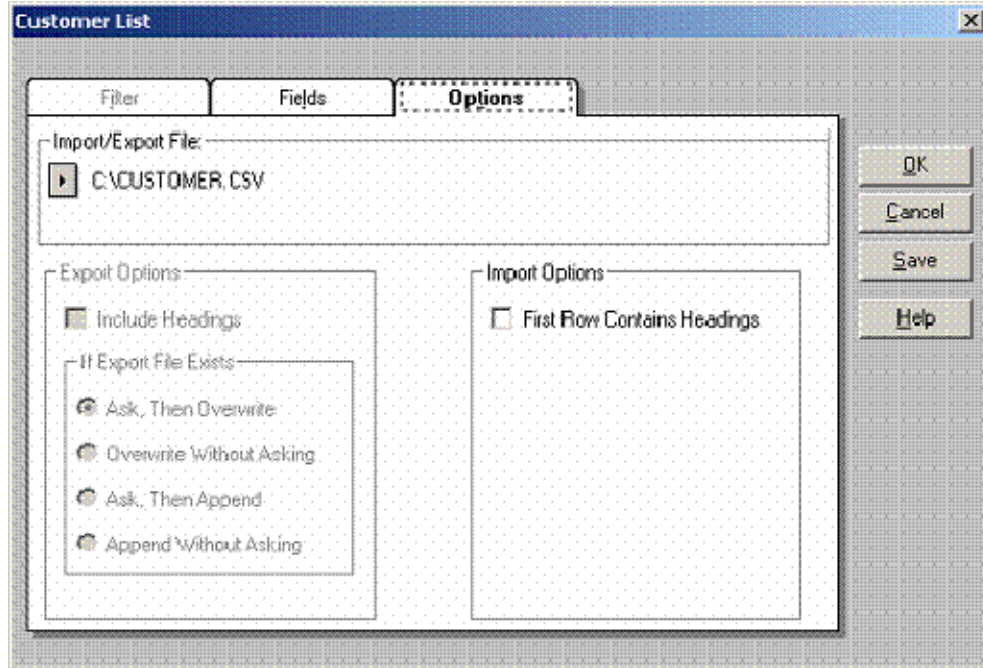 Customer List
Filter
Fields
Options
Import/Export File:
C:\CUSTOMER.CSV
OK
Cancel
Save
Help
Export Options
Include Headings
If Export File Exists
Ask, Then Overwrite
Overwrite Without Asking
Ask, Then Append
Append Without Asking
Import Options
First Row Contains Headings